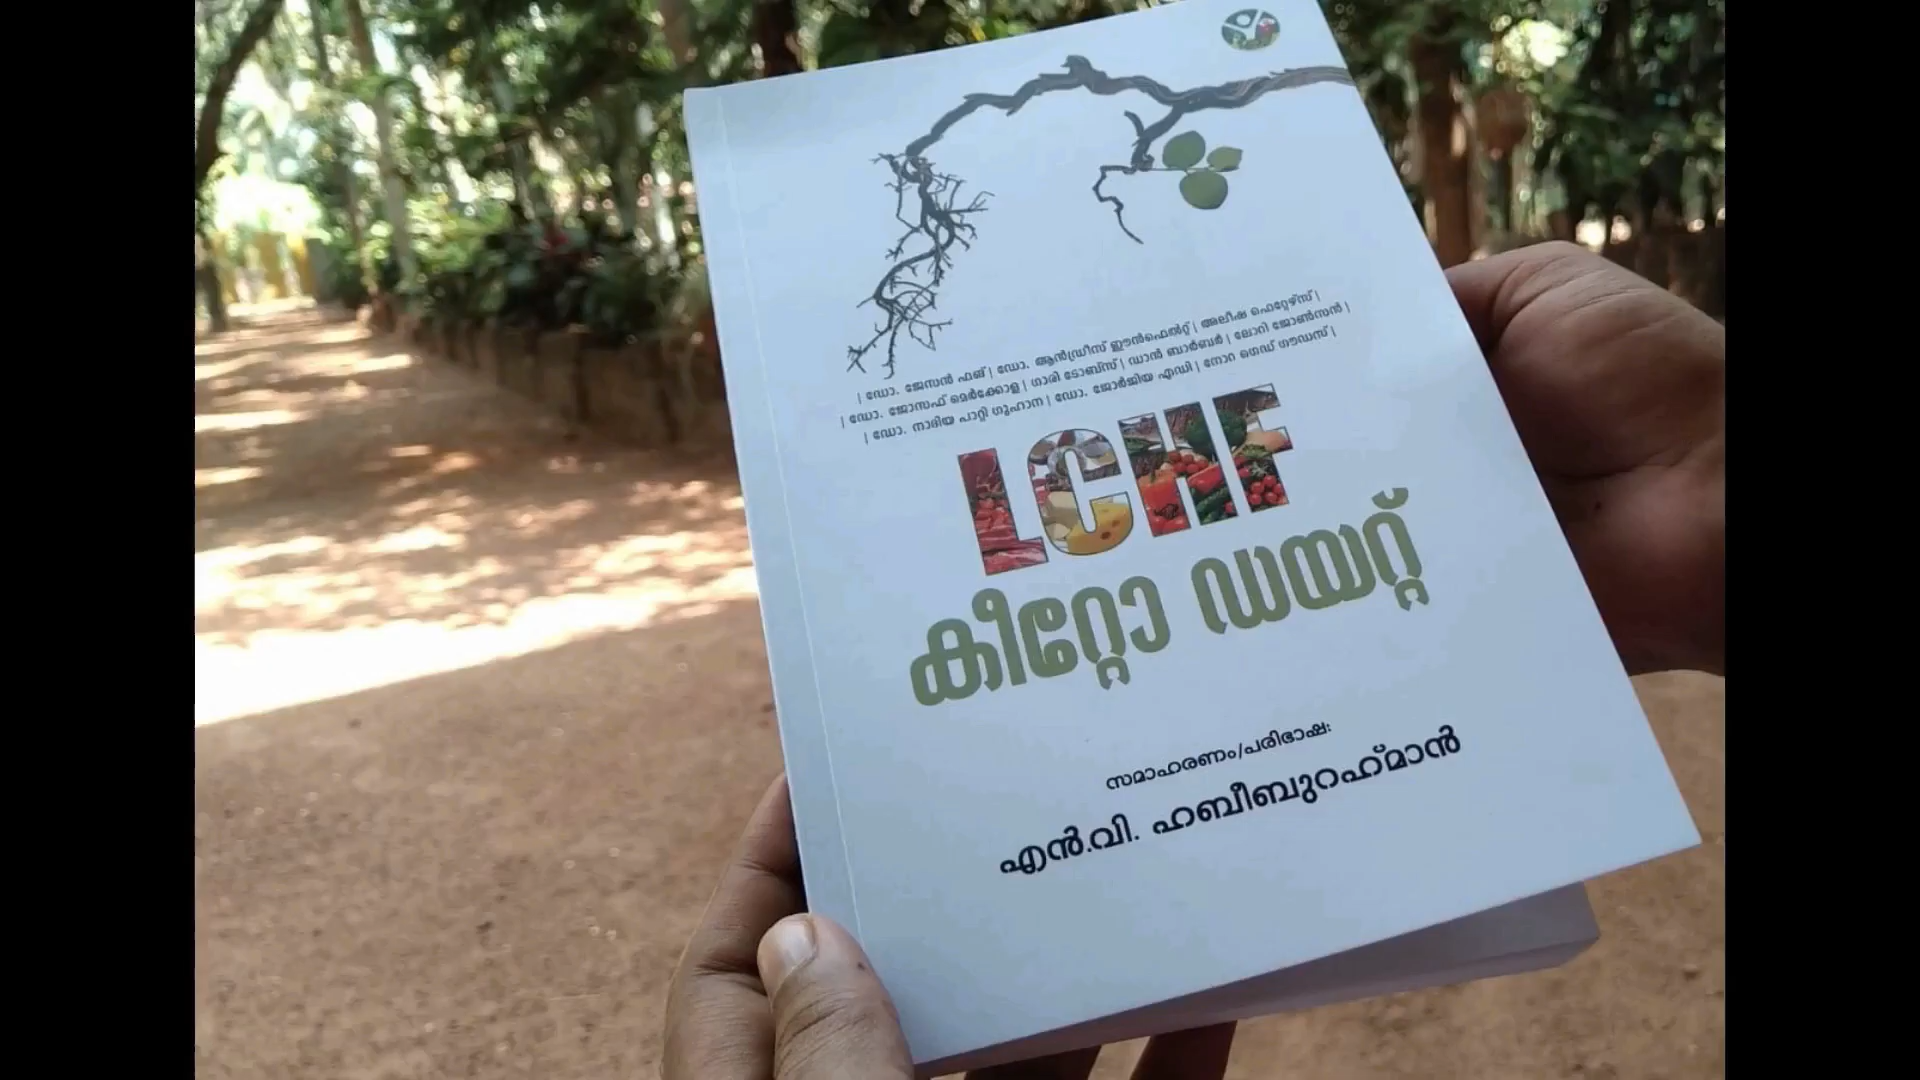 | ഡോ. ജേസൻ ഫങ് | ഡോ. ആൻഡ്രീസ് ഈൻഫെൽറ്റ് | അലീഷ ഫെറ്റേഴ്സ് |
| ഡോ. ജോസഫ് മെർക്കോള | ഗാരി ടോബ്സ് | ഡാൻ ബാർബർ | ലോറി ജോൺസൻ |
| ഡോ. നാദിയ പാറ്റി ഗുഹാന | ഡോ. ജോർജിയ എഡി | നോറ ഗെഡ് ഗൗഡസ് |
LCHF
കീറ്റോ ഡയറ്റ്
സമാഹരണം/പരിഭാഷ:
എൻ.വി. ഹബീബുറഹ്‌മാൻ